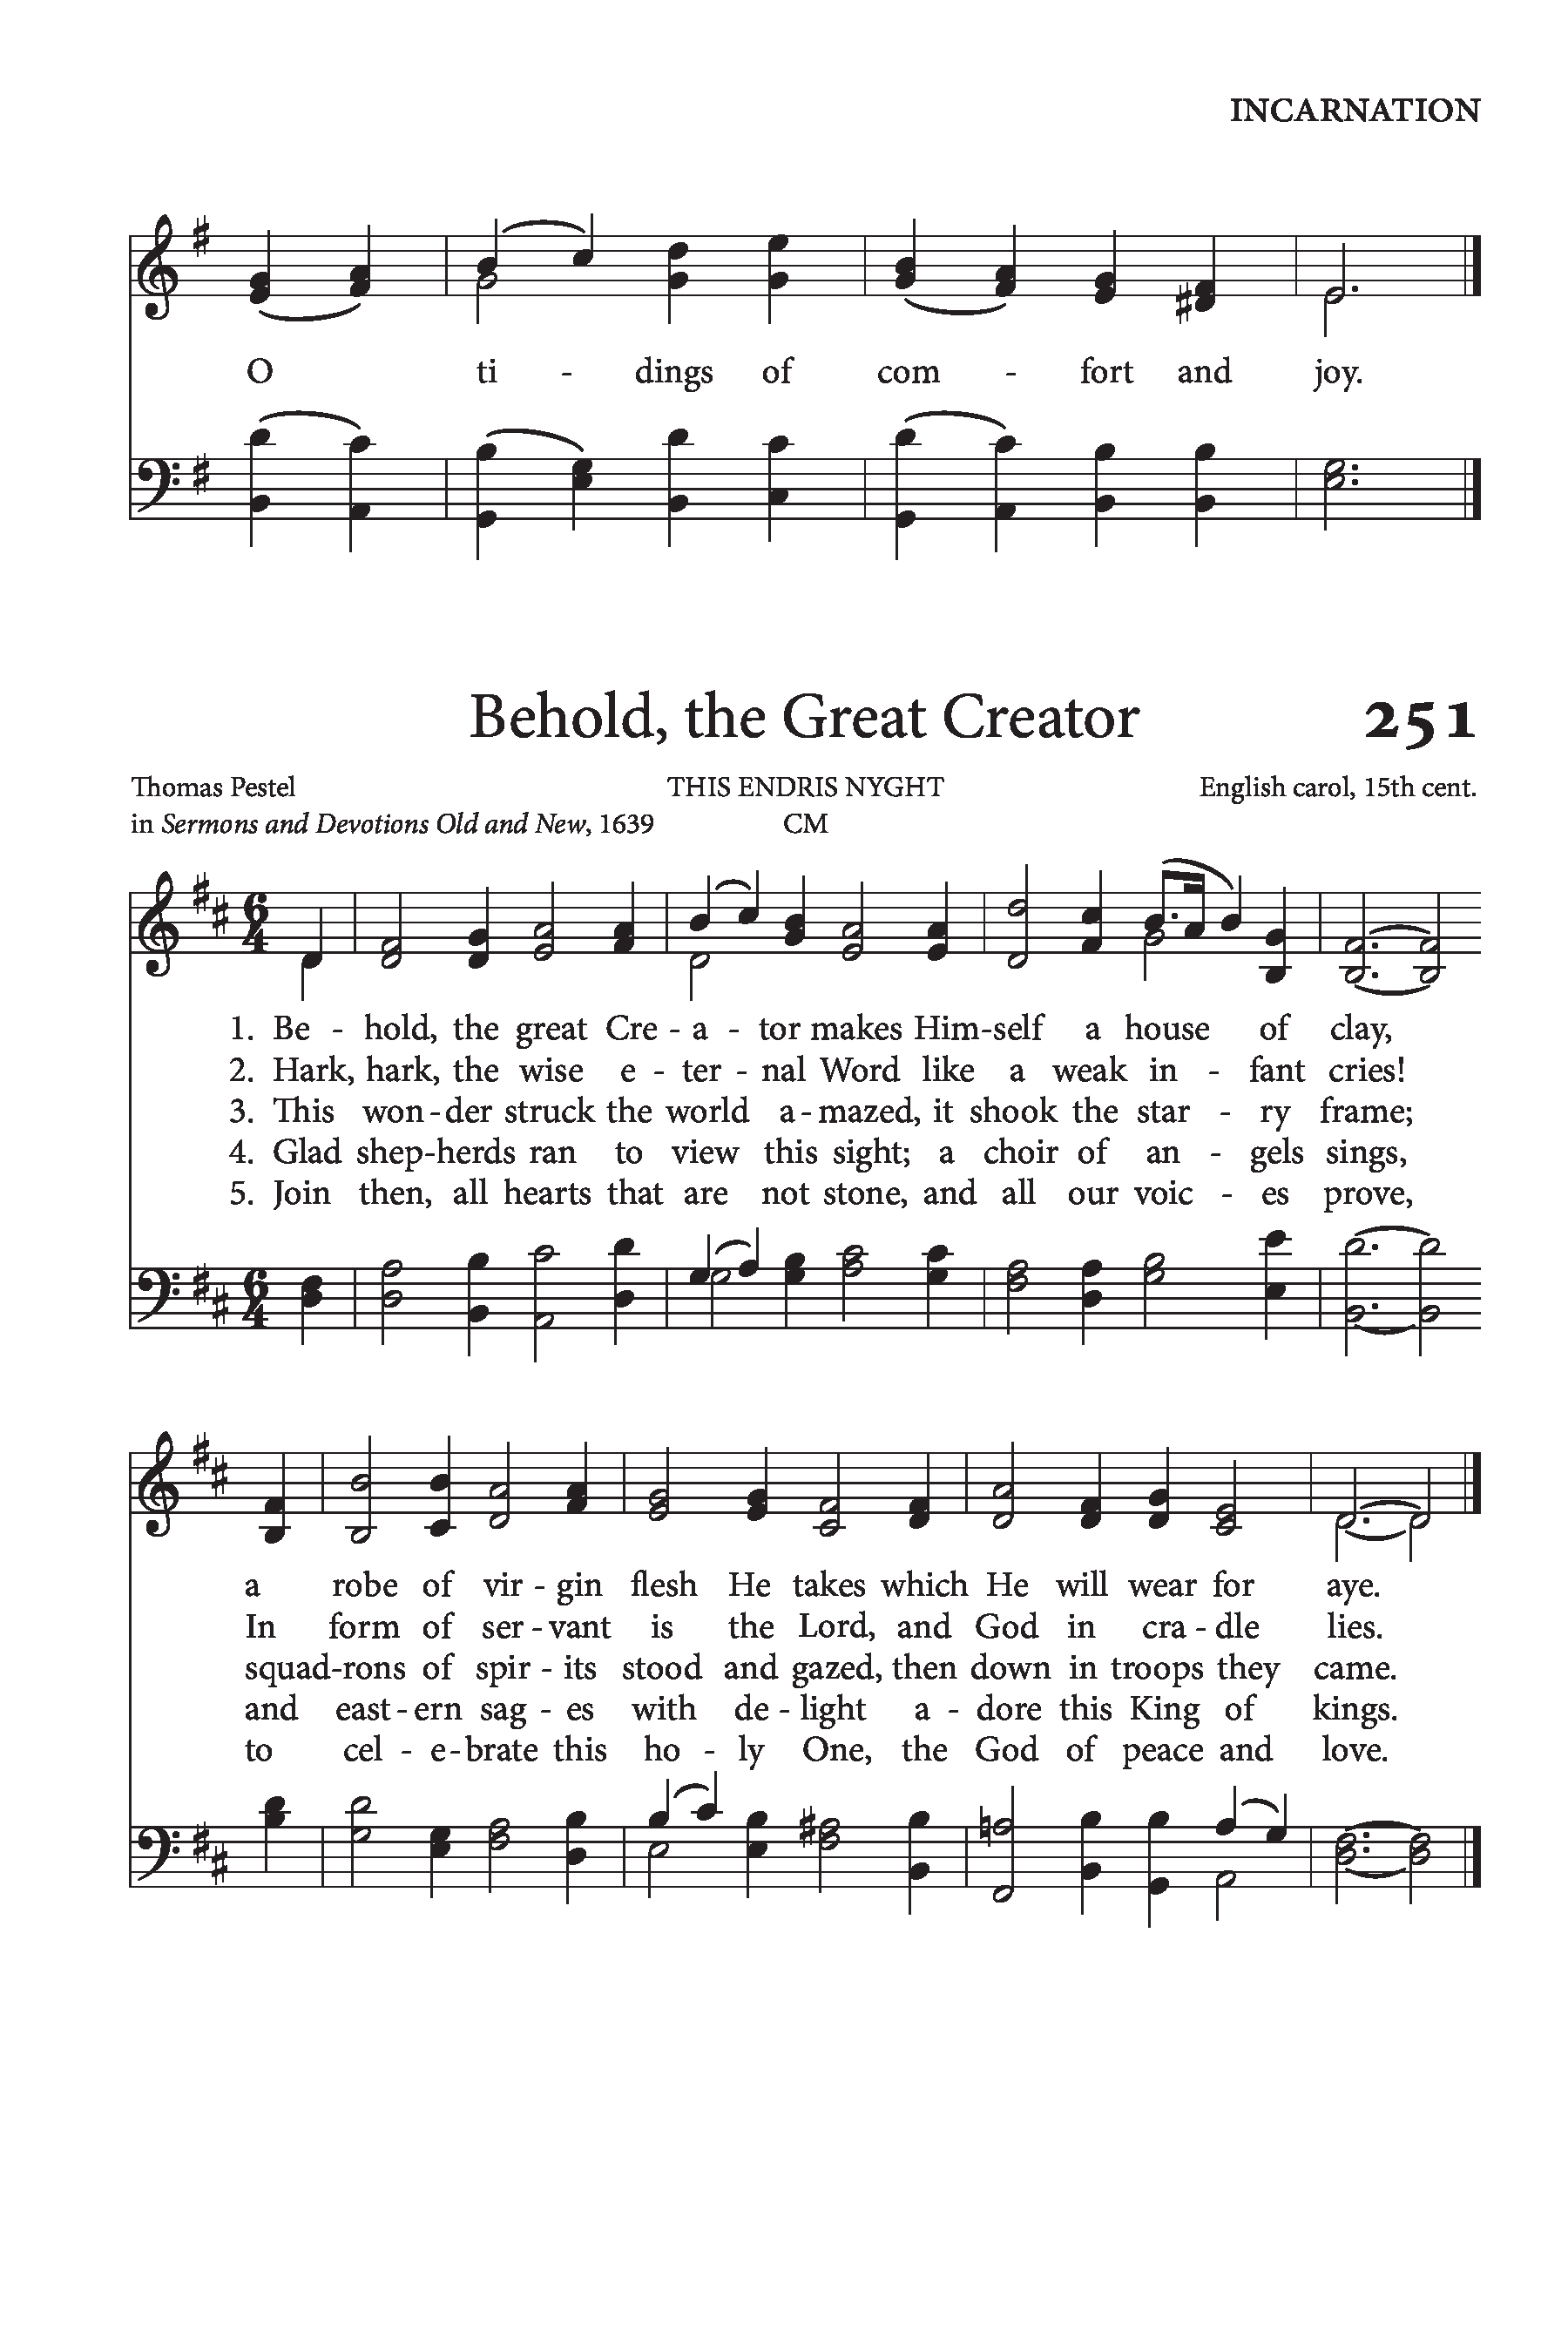 INCARNATION
O ti - dings of com - fort and joy.
Behold, the Great Creator 251
Thomas Pestel THIS ENDRIS NYGHT English carol, 15th cent.
in Sermons and Devotions Old and New, 1639 CM
6 4
1. Be - hold, the great Cre - a - tor makes Him-self a house of clay,
2. Hark, hark, the wise e - ter - nal Word like a weak in - fant cries!
3. This won - der struck the world a - mazed, it shook the star - ry frame;
4. Glad shep-herds ran to view this sight; a choir of an - gels sings,
5. Join then, all hearts that are not stone, and all our voic - es prove,
6 4
a robe of vir - gin flesh He takes which He will wear for aye.
In form of ser - vant is the Lord, and God in cra - dle lies.
squad-rons of spir - its stood and gazed, then down in troops they came.
and east - ern sag - es with de - light a - dore this King of kings.
to cel - e - brate this ho - ly One, the God of peace and love.